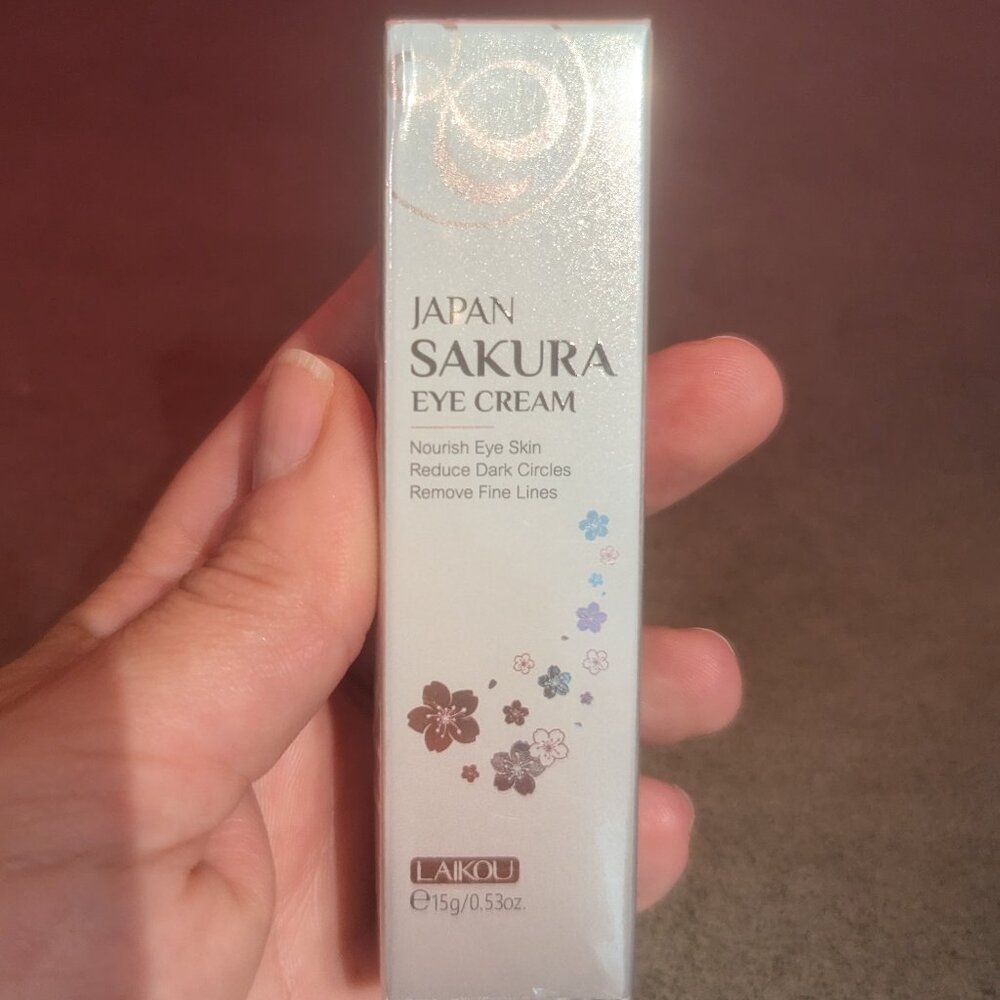 JAPAN
SAKURA
EYE CREAM
Nourish Eye Skin
Reduce Dark Circles
Remove Fine Lines
LAIKOU
℮15g/0.53oz.